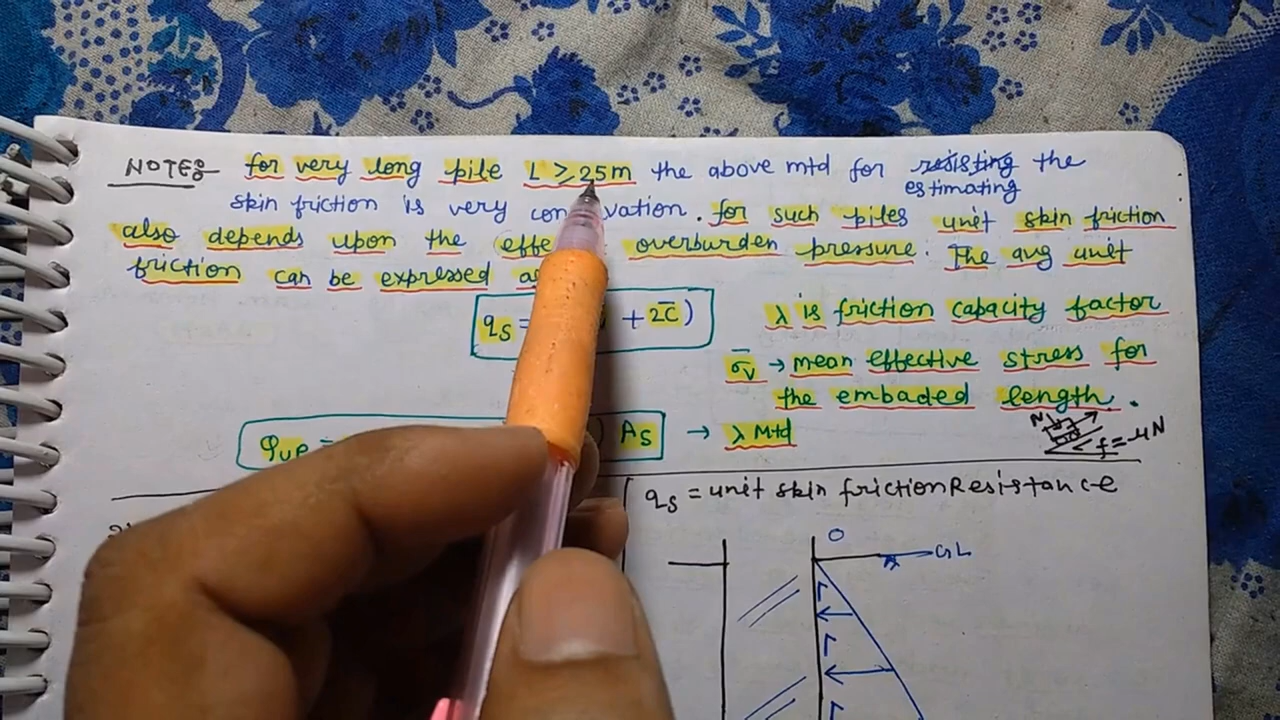 NOTE:- for very long pile L ≥ 25m the above mtd for resisting the
estimating
skin friction is very con vation. for such piles unit skin friction
also depends upon the effe overburden pressure. The avg unit
friction can be expressed as
qs = + 2C̄)
λ is friction capacity factor
σ̄v → mean effective stress for
the embaded length.
Qup = ) As → λ Mtd
N
f = μN
qs = unit skin friction Resistance
0
GL